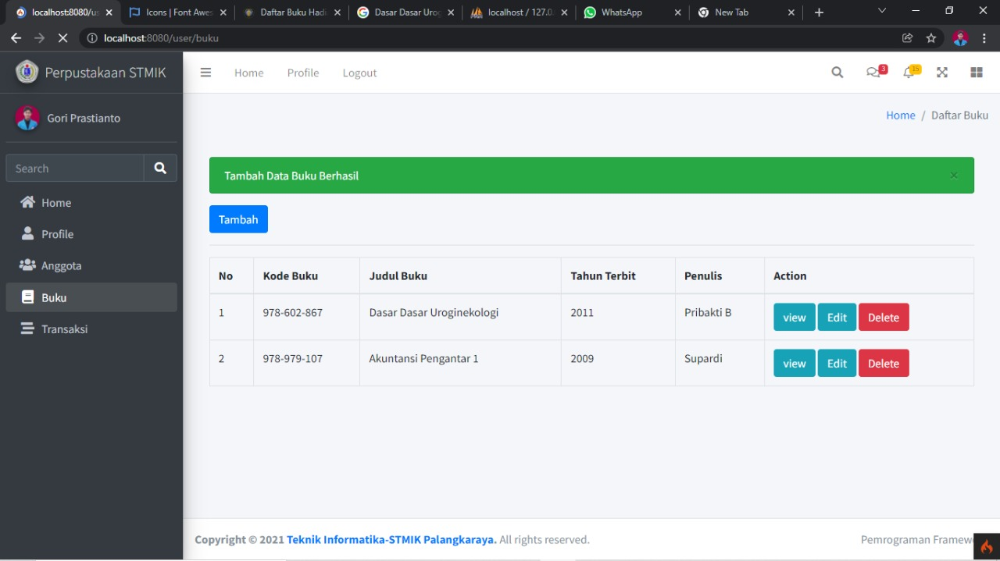 localhost:8080/us
Icons | Font Awes
Daftar Buku Hadi
Dasar Dasar Urog
localhost / 127.0.
WhatsApp
New Tab
localhost:8080/user/buku
Perpustakaan STMIK
Home Profile Logout
3
15
Gori Prastianto
Home / Daftar Buku
Search
Home
Profile
Anggota
Buku
Transaksi
Tambah Data Buku Berhasil
×
Tambah
No Kode Buku Judul Buku Tahun Terbit Penulis Action
1 978-602-867 Dasar Dasar Uroginekologi 2011 Pribakti B view Edit Delete
2 978-979-107 Akuntansi Pengantar 1 2009 Supardi view Edit Delete
Copyright © 2021 Teknik Informatika-STMIK Palangkaraya. All rights reserved.
Pemrograman Framew